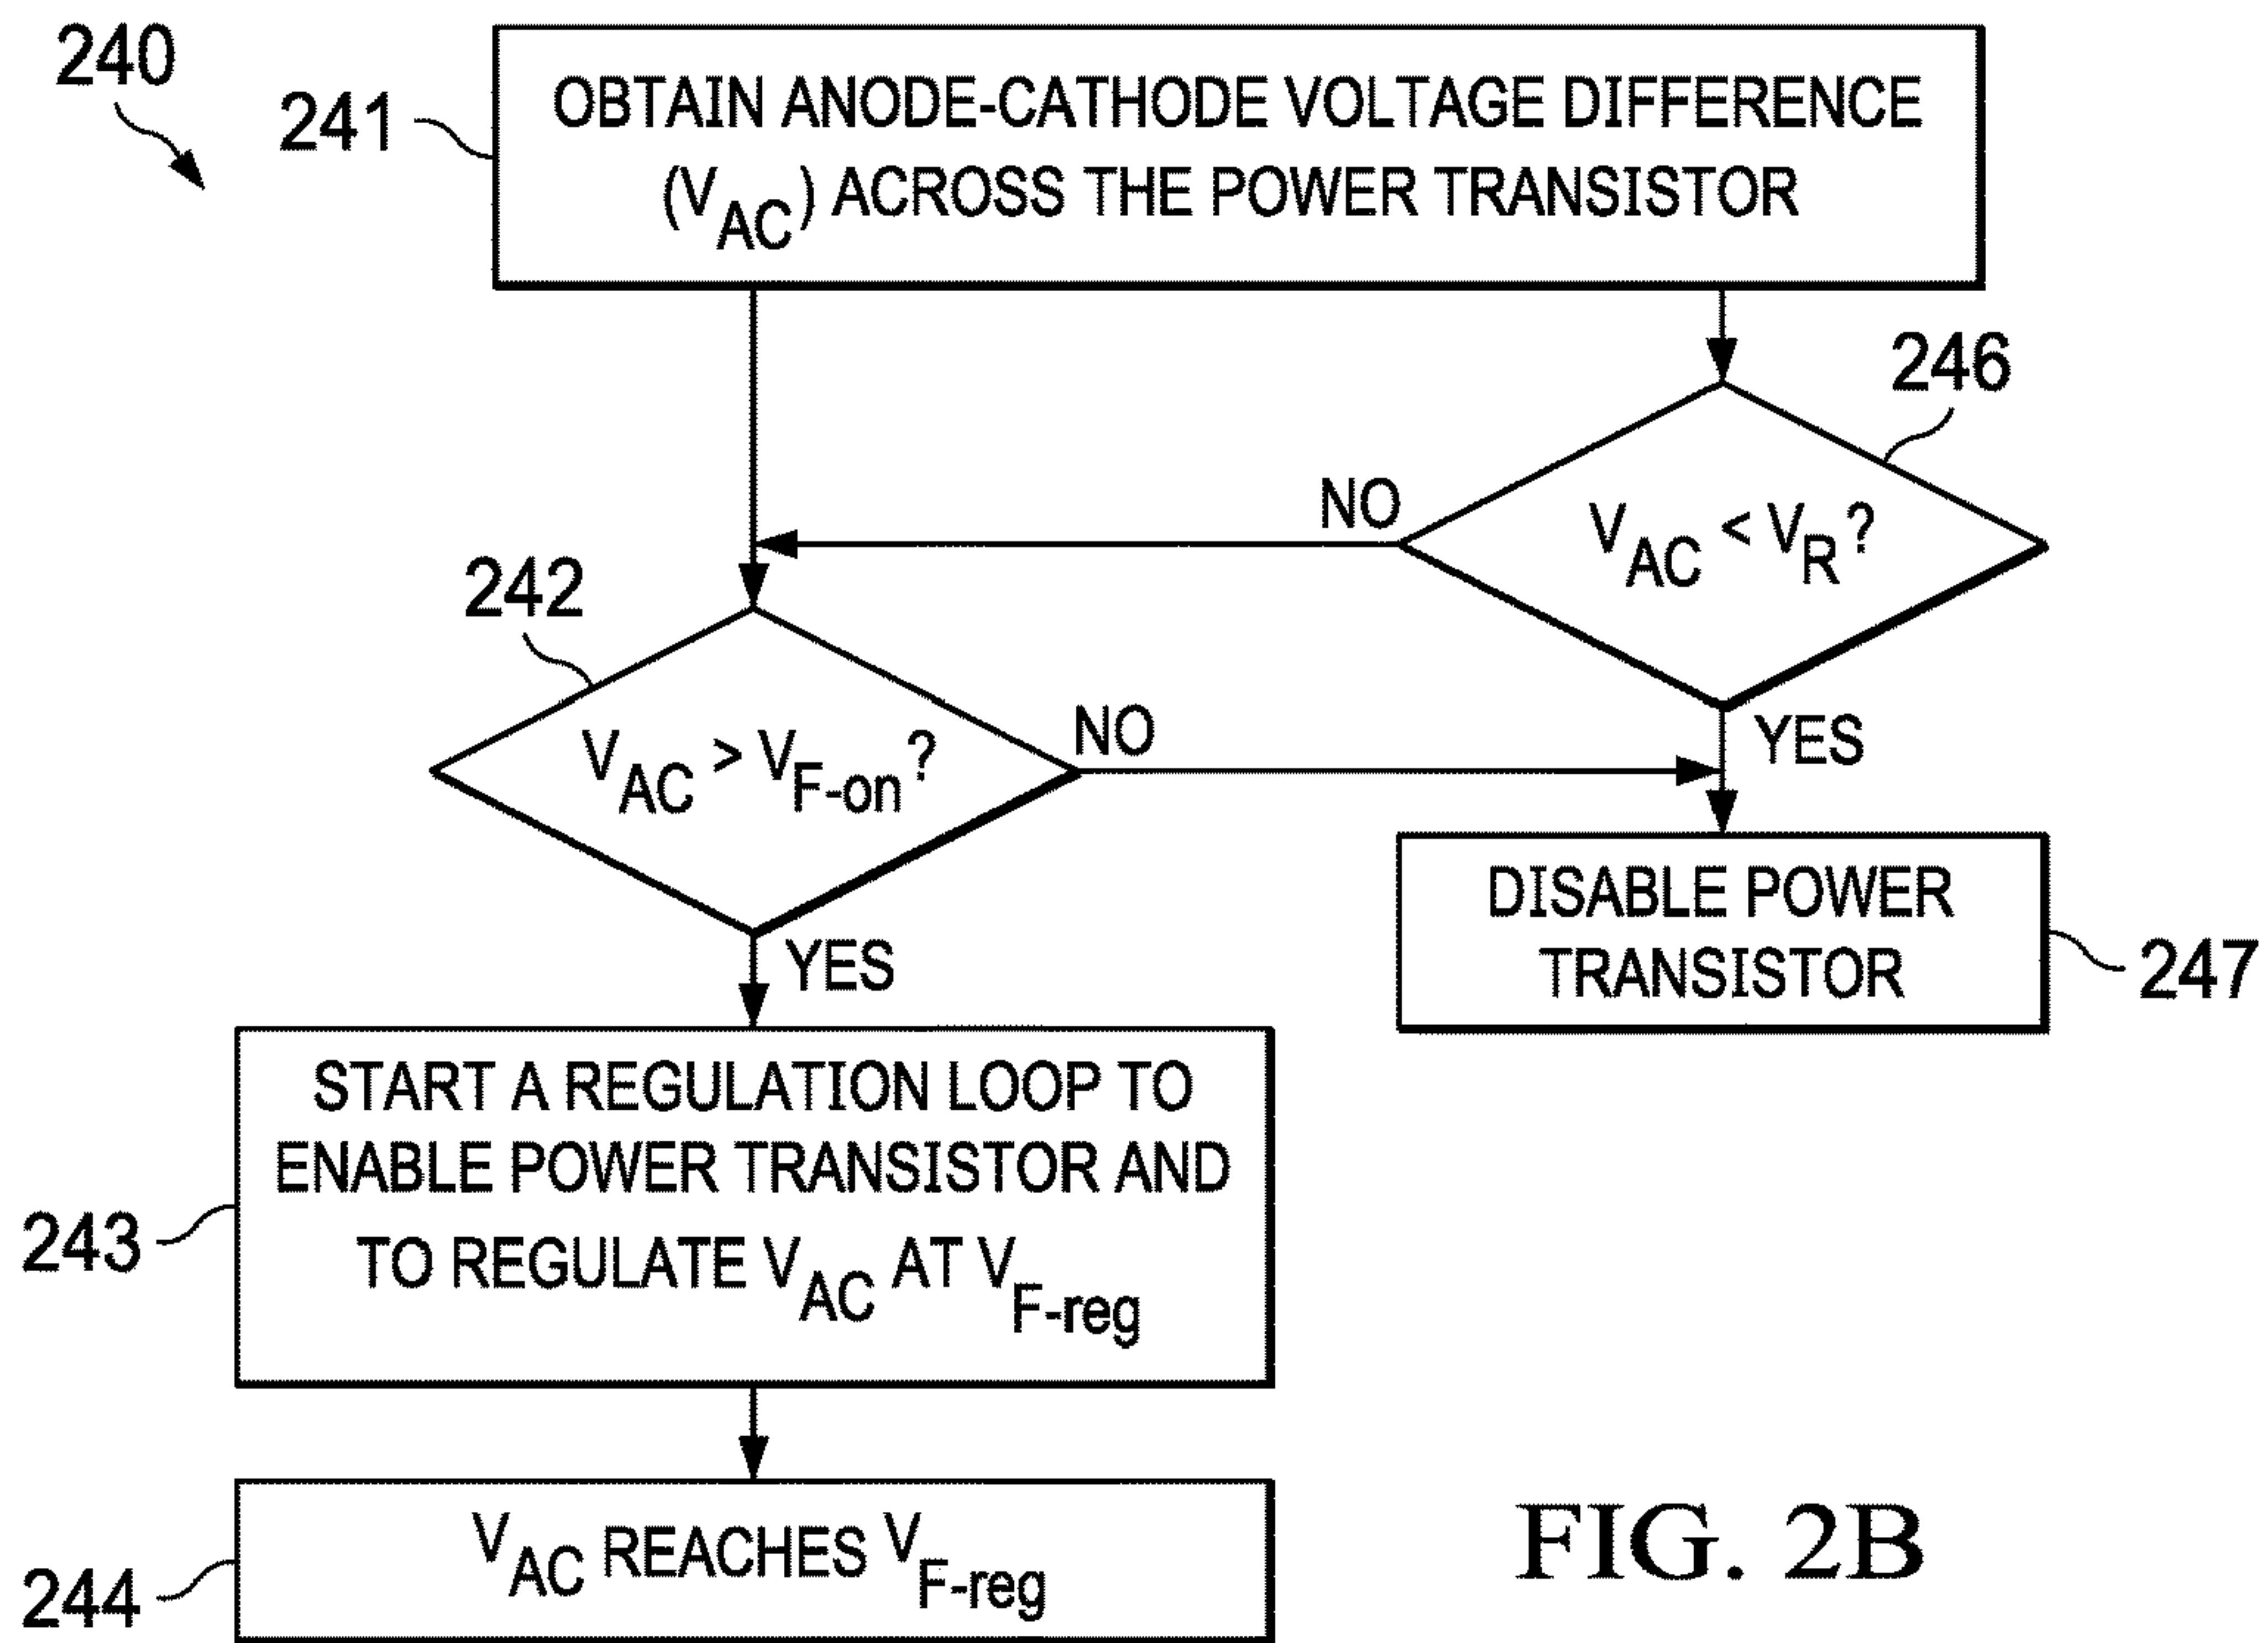 240
241
OBTAIN ANODE-CATHODE VOLTAGE DIFFERENCE
(VAC) ACROSS THE POWER TRANSISTOR
246
NO
VAC < VR?
YES
242
VAC > VF-on?
NO
YES
DISABLE POWER
TRANSISTOR
247
START A REGULATION LOOP TO
ENABLE POWER TRANSISTOR AND
TO REGULATE VAC AT VF-reg
243
VAC REACHES VF-reg
244
FIG. 2B